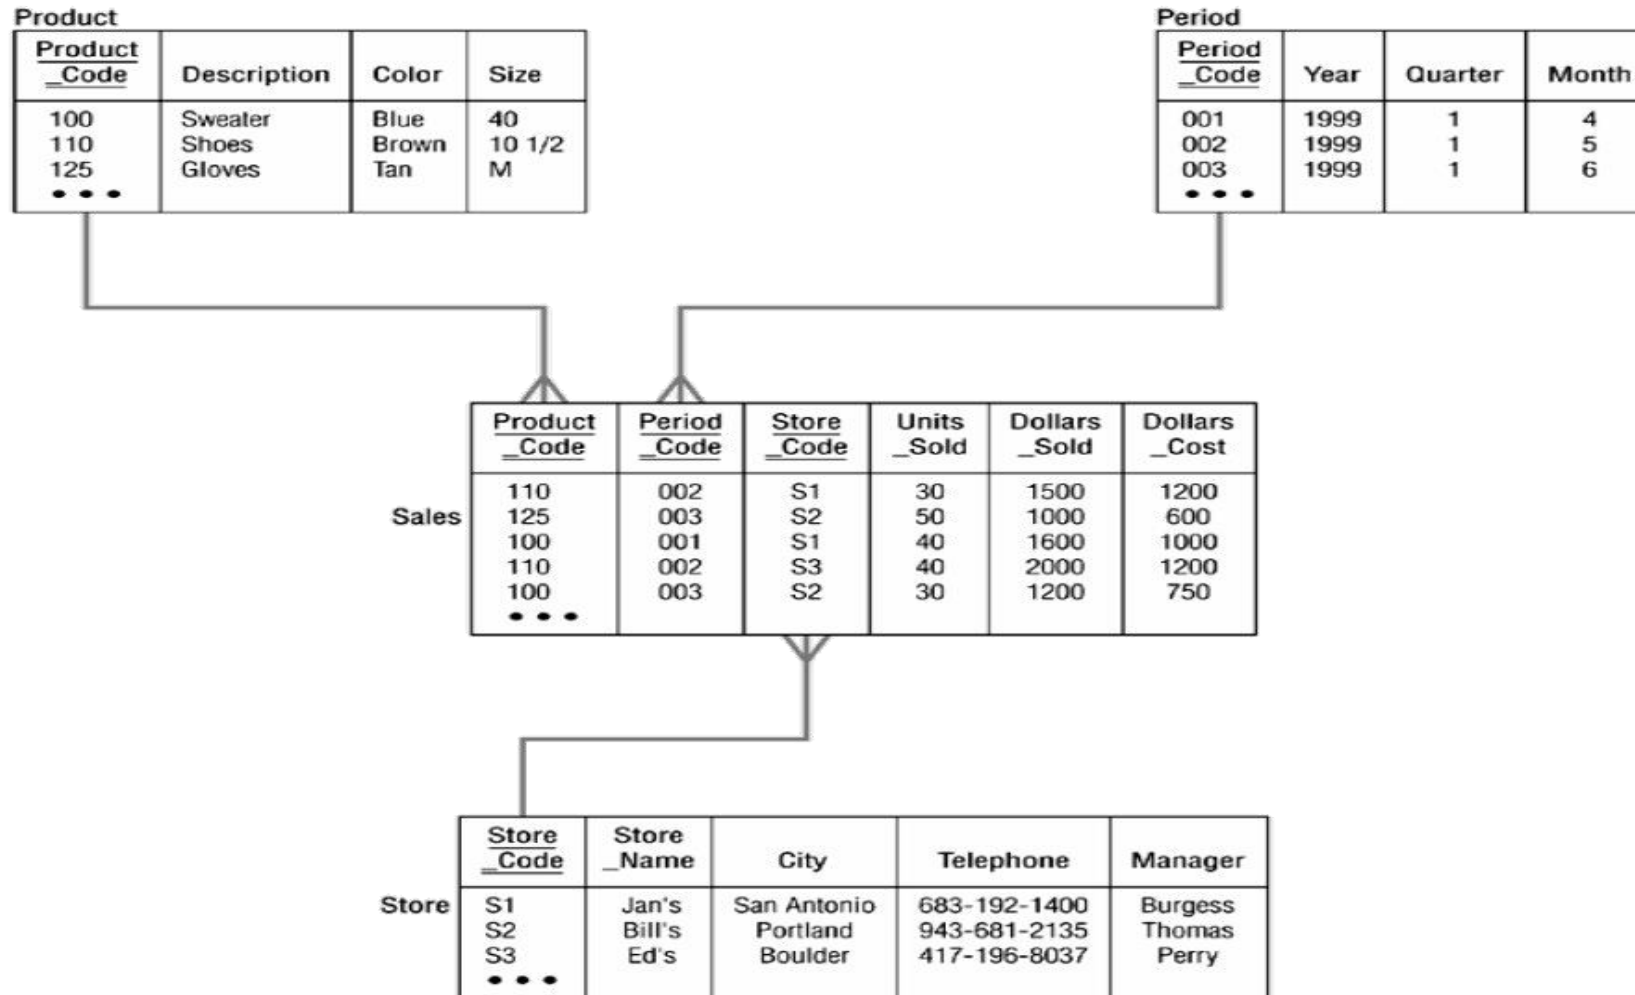 Product
Product _Code Description Color Size
100 Sweater Blue 40
110 Shoes Brown 10 1/2
125 Gloves Tan M
• • •
Period
Period _Code Year Quarter Month
001 1999 1 4
002 1999 1 5
003 1999 1 6
• • •
Sales
Product _Code Period _Code Store _Code Units _Sold Dollars _Sold Dollars _Cost
110 002 S1 30 1500 1200
125 003 S2 50 1000 600
100 001 S1 40 1600 1000
110 002 S3 40 2000 1200
100 003 S2 30 1200 750
• • •
Store
Store _Code Store _Name City Telephone Manager
S1 Jan's San Antonio 683-192-1400 Burgess
S2 Bill's Portland 943-681-2135 Thomas
S3 Ed's Boulder 417-196-8037 Perry
• • •